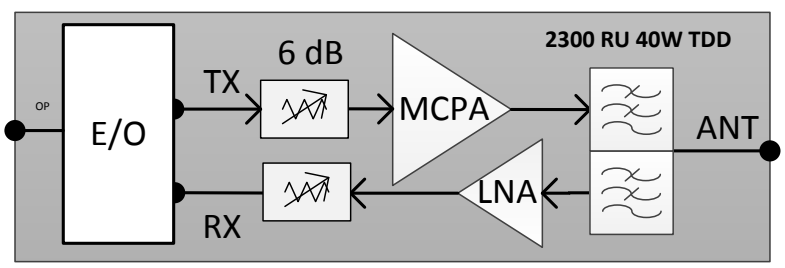 2300 RU 40W TDD
6 dB
TX
OP
E/O
MCPA
ANT
LNA
RX